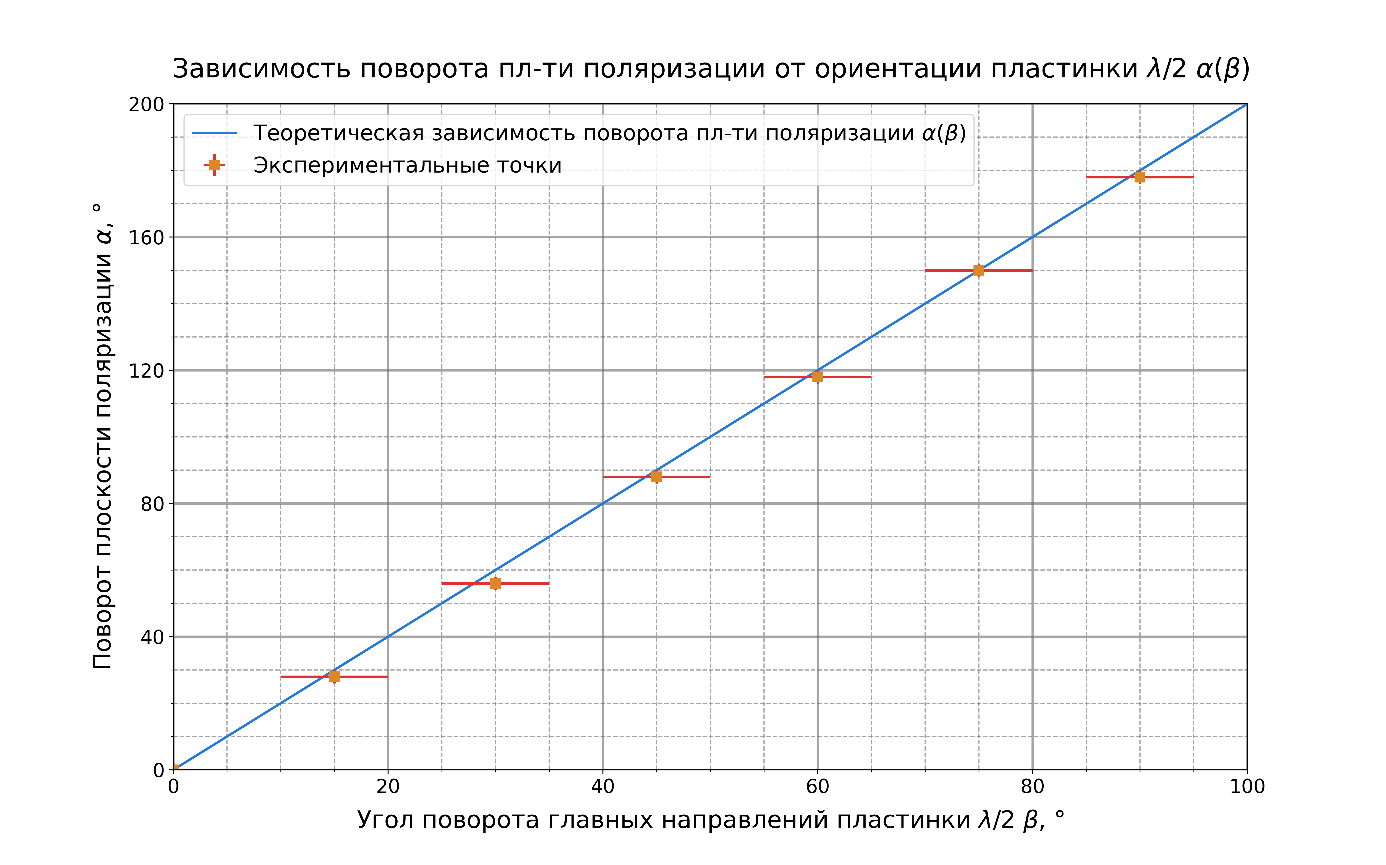 Зависимость поворота пл-ти поляризации от ориентации пластинки λ/2 α(β)
Теоретическая зависимость поворота пл-ти поляризации α(β)
Экспериментальные точки
Поворот плоскости поляризации α, °
200
160
120
80
40
0
0 20 40 60 80 100
Угол поворота главных направлений пластинки λ/2 β, °